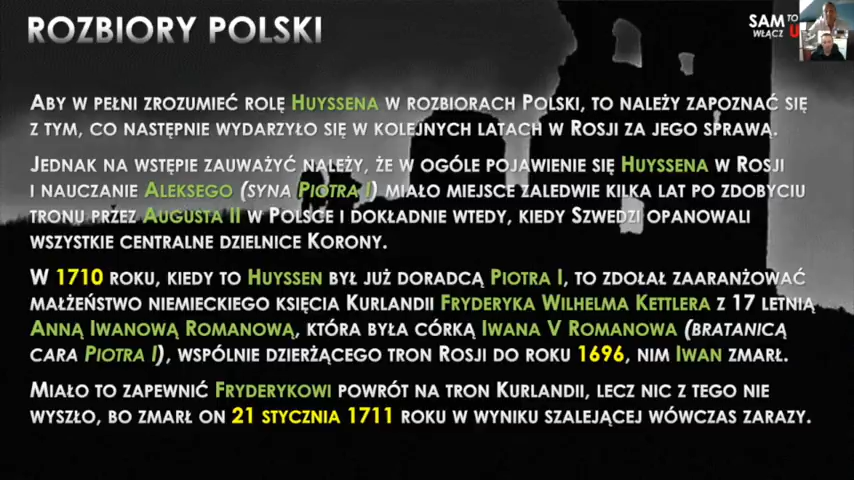 ROZBIORY POLSKI
SAM TO
WŁĄCZ U
ABY W PEŁNI ZROZUMIEĆ ROLĘ HUYSSENA W ROZBIORACH POLSKI, TO NALEŻY ZAPOZNAĆ SIĘ
Z TYM, CO NASTĘPNIE WYDARZYŁO SIĘ W KOLEJNYCH LATACH W ROSJI ZA JEGO SPRAWĄ.
JEDNAK NA WSTĘPIE ZAUWAŻYĆ NALEŻY, ŻE W OGÓLE POJAWIENIE SIĘ HUYSSENA W ROSJI
I NAUCZANIE ALEKSEGO (SYNA PIOTRA I) MIAŁO MIEJSCE ZALEDWIE KILKA LAT PO ZDOBYCIU
TRONU PRZEZ AUGUSTA II W POLSCE I DOKŁADNIE WTEDY, KIEDY SZWEDZI OPANOWALI
WSZYSTKIE CENTRALNE DZIELNICE KORONY.
W 1710 ROKU, KIEDY TO HUYSSEN BYŁ JUŻ DORADCĄ PIOTRA I, TO ZDOŁAŁ ZAARANŻOWAĆ
MAŁŻEŃSTWO NIEMIECKIEGO KSIĘCIA KURLANDII FRYDERYKA WILHELMA KETTLERA Z 17 LETNIĄ
ANNĄ IWANOWĄ ROMANOWĄ, KTÓRA BYŁA CÓRKĄ IWANA V ROMANOWA (BRATANICĄ
CARA PIOTRA I), WSPÓLNIE DZIERŻĄCEGO TRON ROSJI DO ROKU 1696, NIM IWAN ZMARŁ.
MIAŁO TO ZAPEWNIĆ FRYDERYKOWI POWRÓT NA TRON KURLANDII, LECZ NIC Z TEGO NIE
WYSZŁO, BO ZMARŁ ON 21 STYCZNIA 1711 ROKU W WYNIKU SZALEJĄCEJ WÓWCZAS ZARAZY.